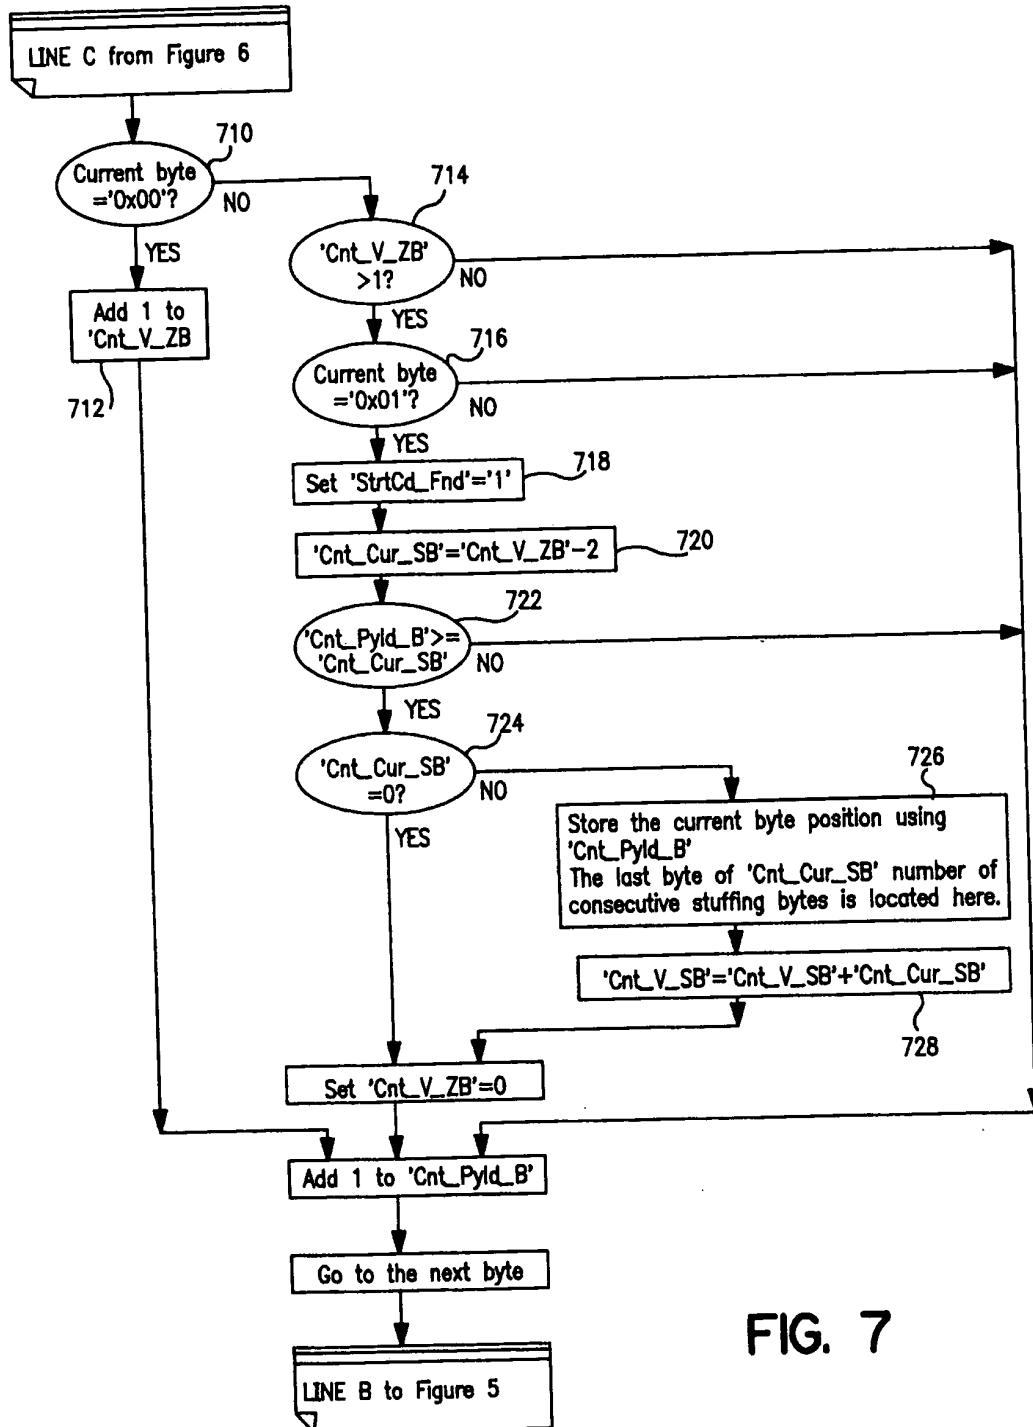 LINE C from Figure 6
710
Current byte
='0x00'?
NO
YES
714
'Cnt_V_ZB'
>1?
NO
YES
Add 1 to
'Cnt_V_ZB
712
716
Current byte
='0x01'?
NO
YES
718
Set 'StrtCd_Fnd'='1'
720
'Cnt_Cur_SB'='Cnt_V_ZB'-2
722
'Cnt_Pyld_B'>=
'Cnt_Cur_SB'
NO
YES
724
'Cnt_Cur_SB'
=0?
NO
YES
726
Store the current byte position using
'Cnt_Pyld_B'
The last byte of 'Cnt_Cur_SB' number of
consecutive stuffing bytes is located here.
'Cnt_V_SB'='Cnt_V_SB'+'Cnt_Cur_SB'
728
Set 'Cnt_V_ZB'=0
Add 1 to 'Cnt_Pyld_B'
Go to the next byte
LINE B to Figure 5
FIG. 7